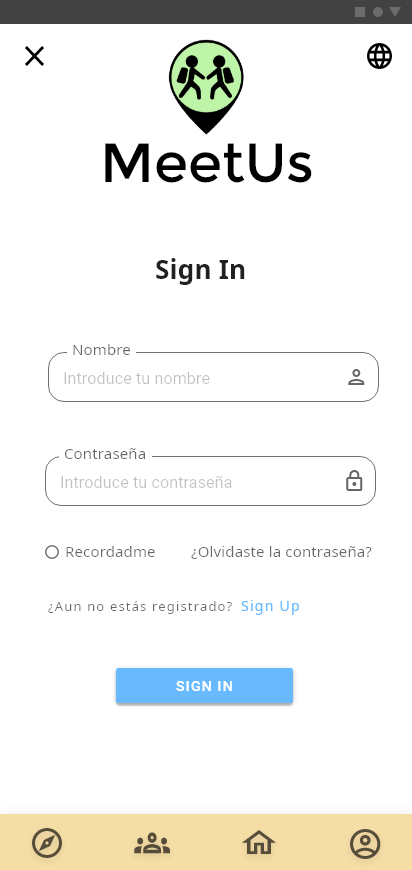 MeetUs
Sign In
Nombre
Introduce tu nombre
Contraseña
Introduce tu contraseña
Recordadme ¿Olvidaste la contraseña?
¿Aun no estás registrado? Sign Up
SIGN IN